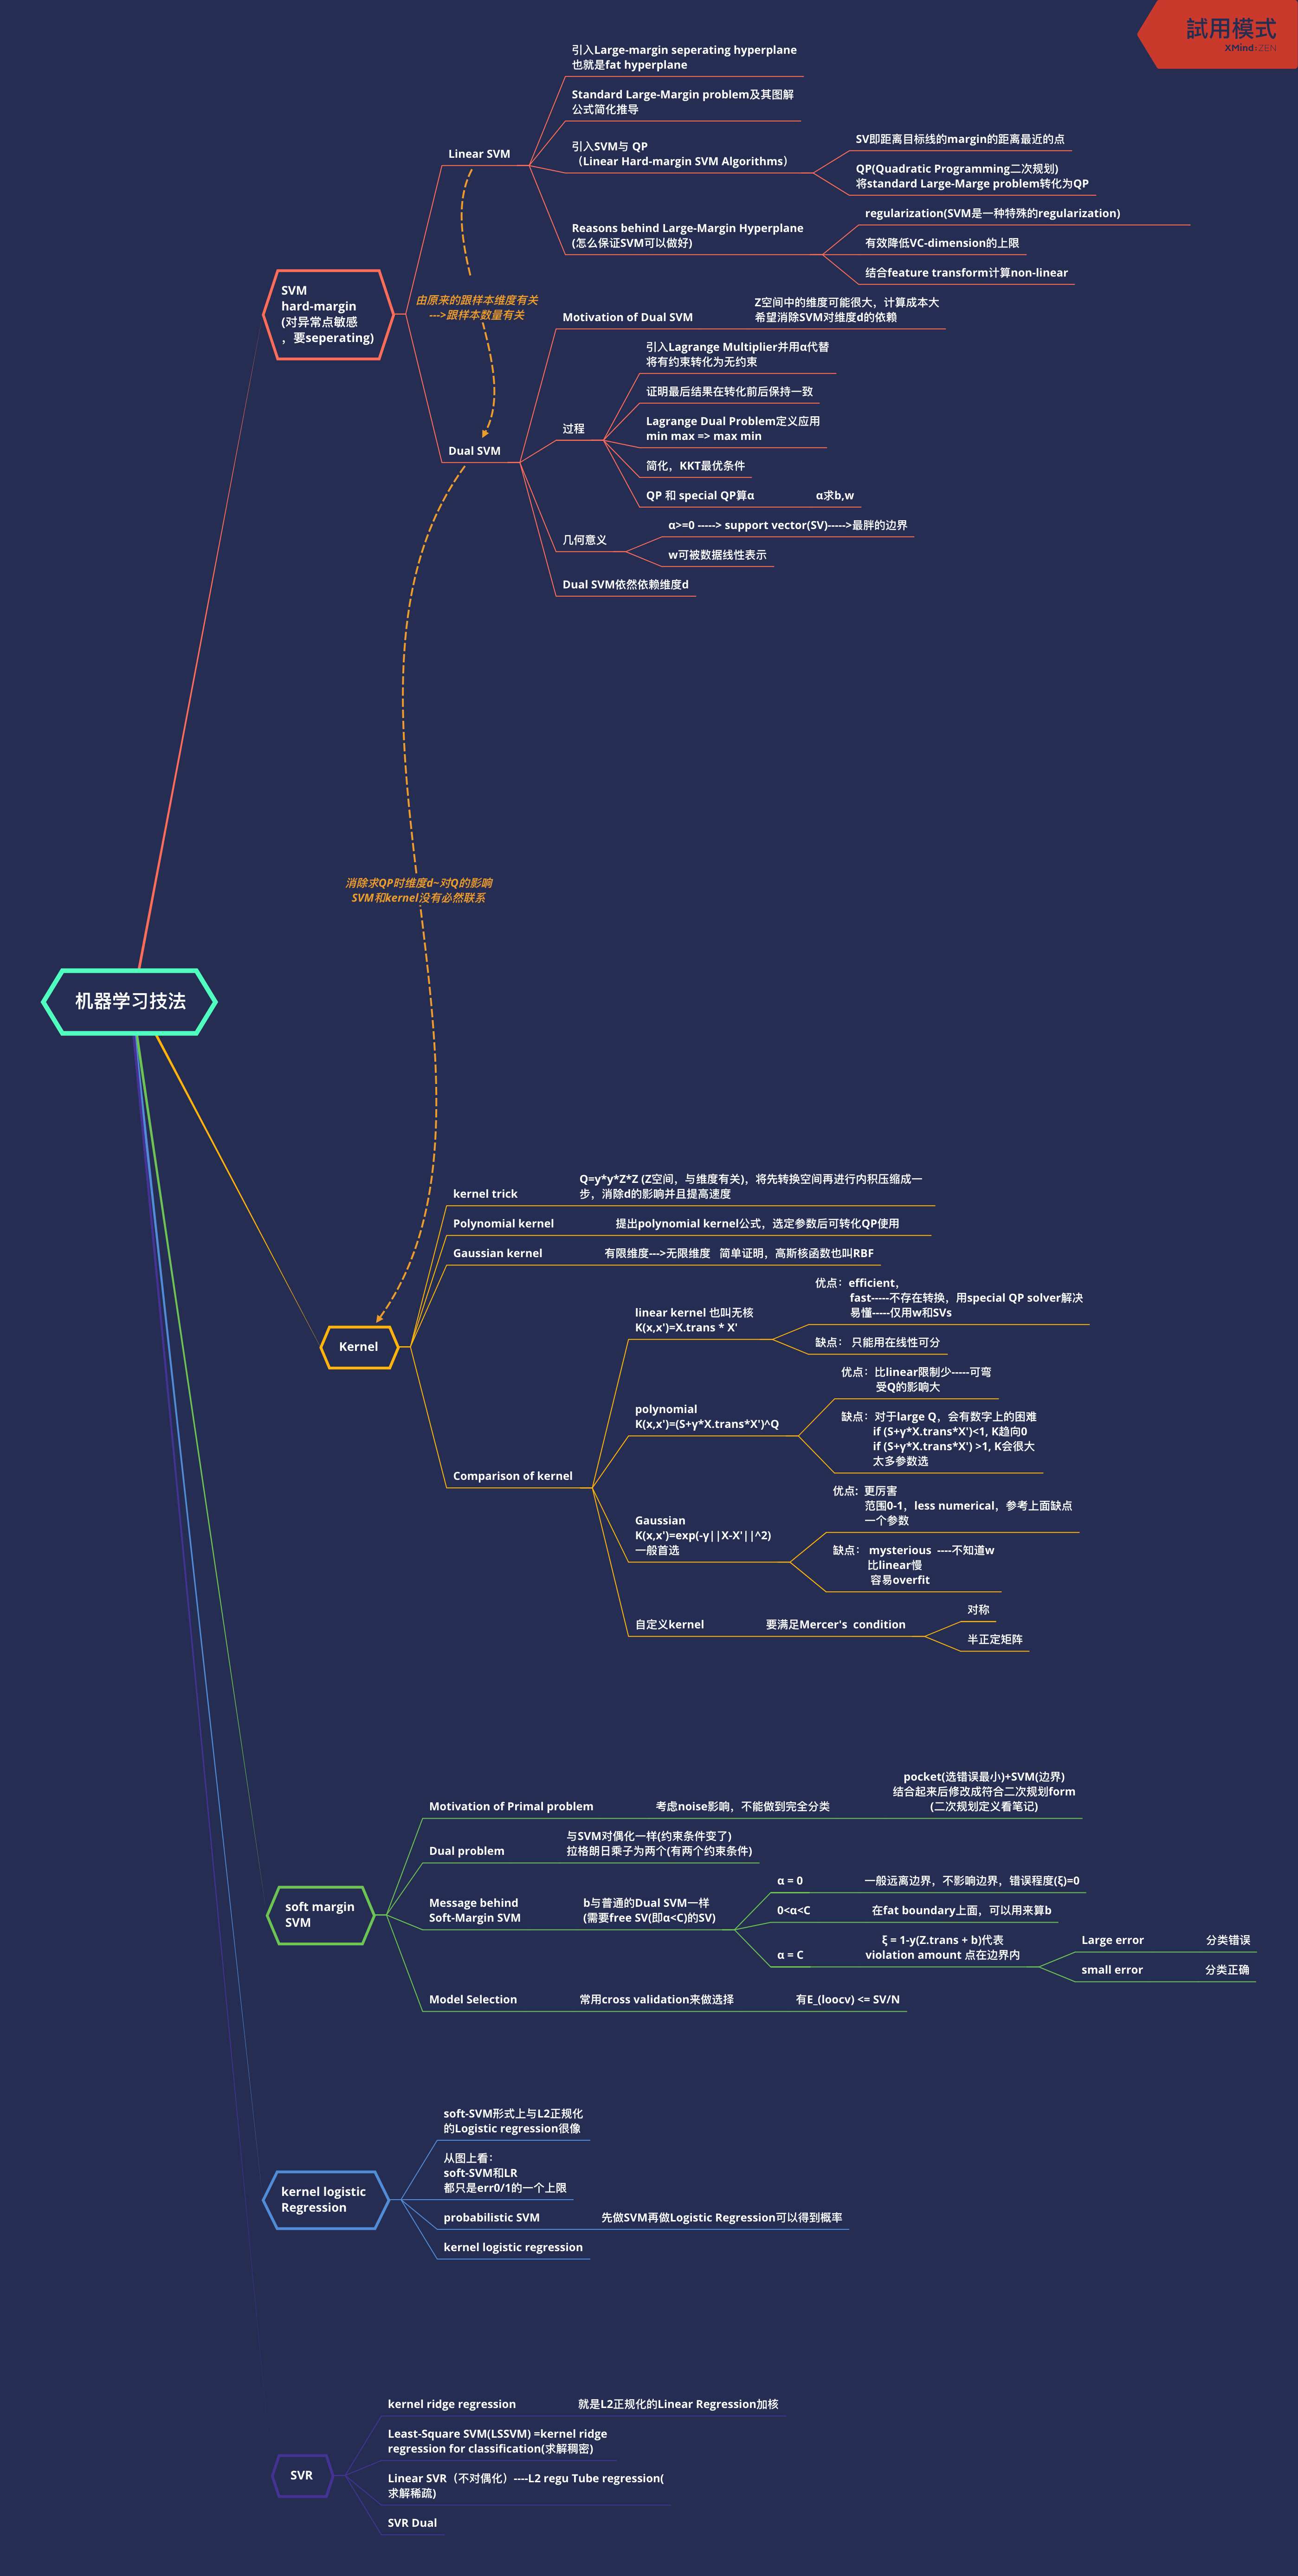 試用模式
XMind:ZEN
引入Large-margin seperating hyperplane
也就是fat hyperplane
Standard Large-Margin problem及其图解
公式简化推导
Linear SVM
引入SVM与 QP
（Linear Hard-margin SVM Algorithms）
SV即距离目标线的margin的距离最近的点
QP(Quadratic Programming二次规划)
将standard Large-Marge problem转化为QP
Reasons behind Large-Margin Hyperplane
(怎么保证SVM可以做好)
regularization(SVM是一种特殊的regularization)
有效降低VC-dimension的上限
结合feature transform计算non-linear
SVM
hard-margin
(对异常点敏感
，要seperating)
由原来的跟样本维度有关
--->跟样本数量有关
Motivation of Dual SVM
Z空间中的维度可能很大，计算成本大
希望消除SVM对维度d的依赖
Dual SVM
过程
引入Lagrange Multiplier并用α代替
将有约束转化为无约束
证明最后结果在转化前后保持一致
Lagrange Dual Problem定义应用
min max => max min
简化，KKT最优条件
QP 和 special QP算α
α求b,w
几何意义
α>=0 -----> support vector(SV)----->最胖的边界
w可被数据线性表示
Dual SVM依然依赖维度d
消除求QP时维度d~对Q的影响
SVM和kernel没有必然联系
机器学习技法
Kernel
kernel trick
Q=y*y*Z*Z (Z空间，与维度有关)，将先转换空间再进行内积压缩成一
步，消除d的影响并且提高速度
Polynomial kernel
提出polynomial kernel公式，选定参数后可转化QP使用
Gaussian kernel
有限维度--->无限维度 简单证明，高斯核函数也叫RBF
Comparison of kernel
linear kernel 也叫无核
K(x,x')=X.trans * X'
优点：efficient，
fast-----不存在转换，用special QP solver解决
易懂-----仅用w和SVs
缺点： 只能用在线性可分
polynomial
K(x,x')=(S+γ*X.trans*X')^Q
优点：比linear限制少-----可弯
受Q的影响大
缺点：对于large Q，会有数字上的困难
if (S+γ*X.trans*X')<1, K趋向0
if (S+γ*X.trans*X') >1, K会很大
太多参数选
Gaussian
K(x,x')=exp(-γ||X-X'||^2)
一般首选
优点：更厉害
范围0-1，less numerical，参考上面缺点
一个参数
缺点： mysterious ----不知道w
比linear慢
容易overfit
自定义kernel
要满足Mercer's condition
对称
半正定矩阵
soft margin
SVM
Motivation of Primal problem
考虑noise影响，不能做到完全分类
pocket(选错误最小)+SVM(边界)
结合起来后修改成符合二次规划form
(二次规划定义看笔记)
Dual problem
与SVM对偶化一样(约束条件变了)
拉格朗日乘子为两个(有两个约束条件)
Message behind
Soft-Margin SVM
b与普通的Dual SVM一样
(需要free SV(即α<C)的SV)
α = 0
一般远离边界，不影响边界，错误程度(ξ)=0
0<α<C
在fat boundary上面，可以用来算b
α = C
ξ = 1-y(Z.trans + b)代表
violation amount 点在边界内
Large error
分类错误
small error
分类正确
Model Selection
常用cross validation来做选择
有E_(loocv) <= SV/N
kernel logistic
Regression
soft-SVM形式上与L2正规化
的Logistic regression很像
从图上看：
soft-SVM和LR
都只是err0/1的一个上限
probabilistic SVM
先做SVM再做Logistic Regression可以得到概率
kernel logistic regression
SVR
kernel ridge regression
就是L2正规化的Linear Regression加核
Least-Square SVM(LSSVM) =kernel ridge
regression for classification(求解稠密)
Linear SVR（不对偶化）----L2 regu Tube regression(
求解稀疏)
SVR Dual